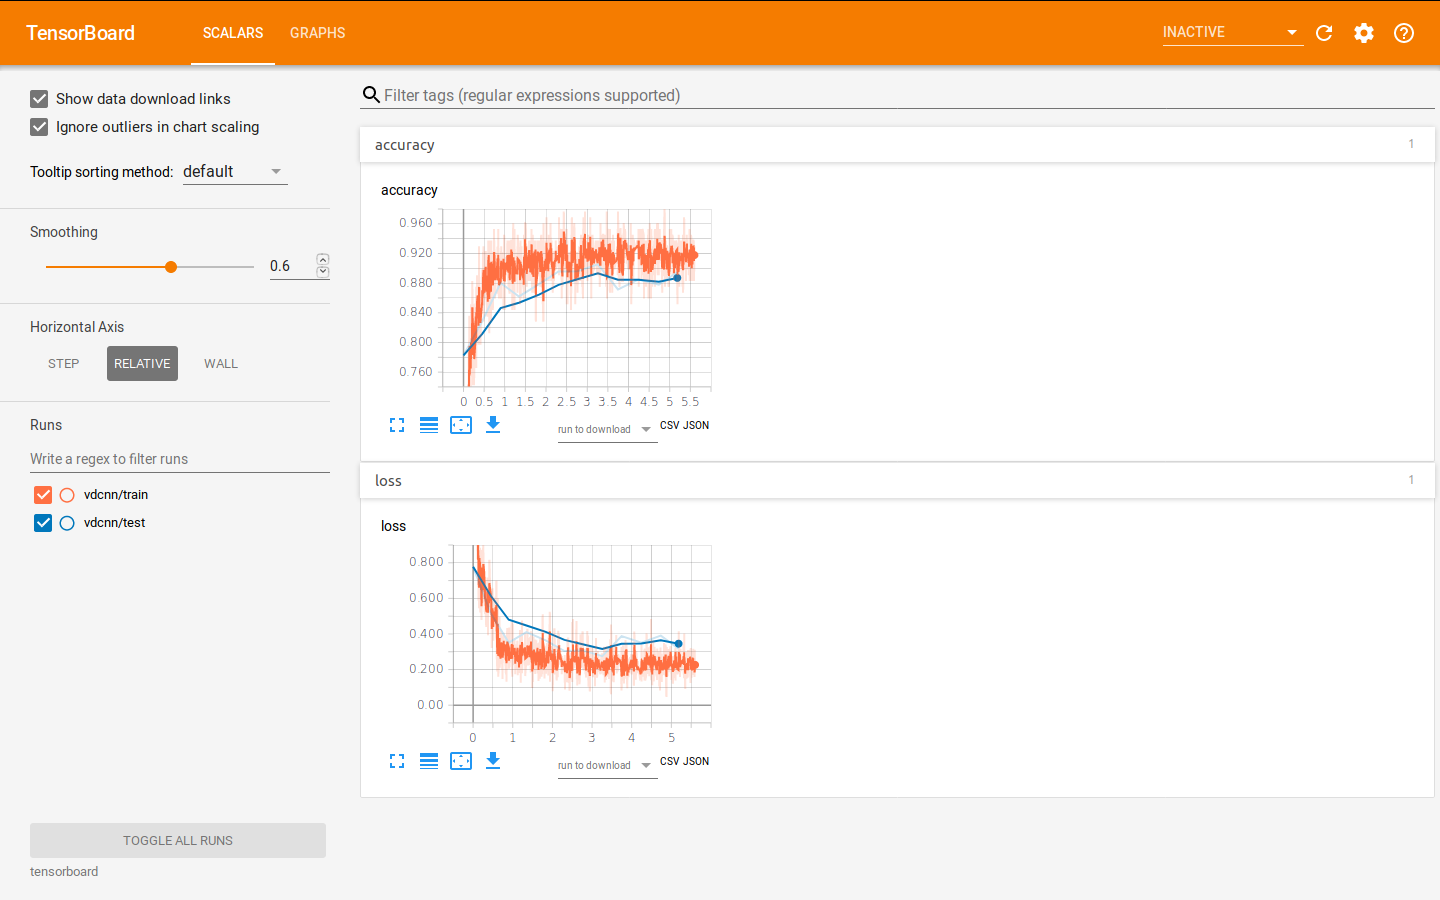 TensorBoard SCALARS GRAPHS INACTIVE
Show data download links
Ignore outliers in chart scaling
Tooltip sorting method: default
Smoothing
0.6
Horizontal Axis
STEP RELATIVE WALL
Runs
Write a regex to filter runs
vdcnn/train
vdcnn/test
TOGGLE ALL RUNS
tensorboard
Filter tags (regular expressions supported)
accuracy 1
accuracy
0.960
0.920
0.880
0.840
0.800
0.760
0 0.5 1 1.5 2 2.5 3 3.5 4 4.5 5 5.5
run to download CSV JSON
loss 1
loss
0.800
0.600
0.400
0.200
0.00
0 1 2 3 4 5
run to download CSV JSON